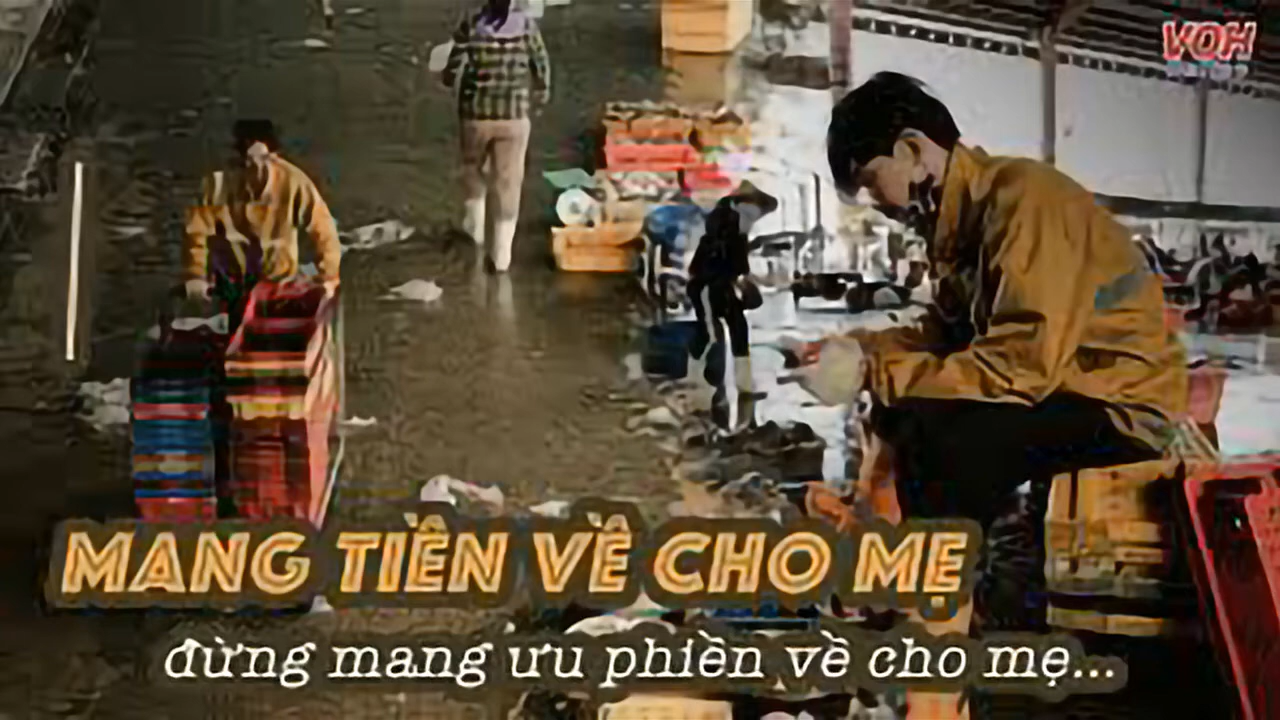 VOH
MANG TIỀN VỀ CHO MẸ
đừng mang ưu phiền về cho mẹ...